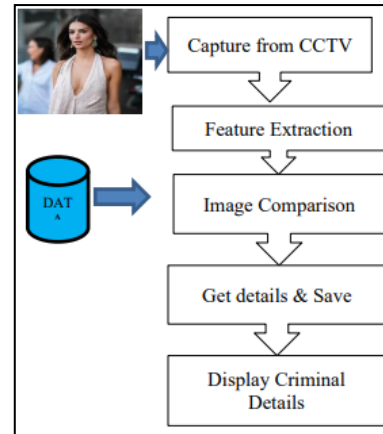 Capture from CCTV
Feature Extraction
DAT
A
Image Comparison
Get details & Save
Display Criminal
Details